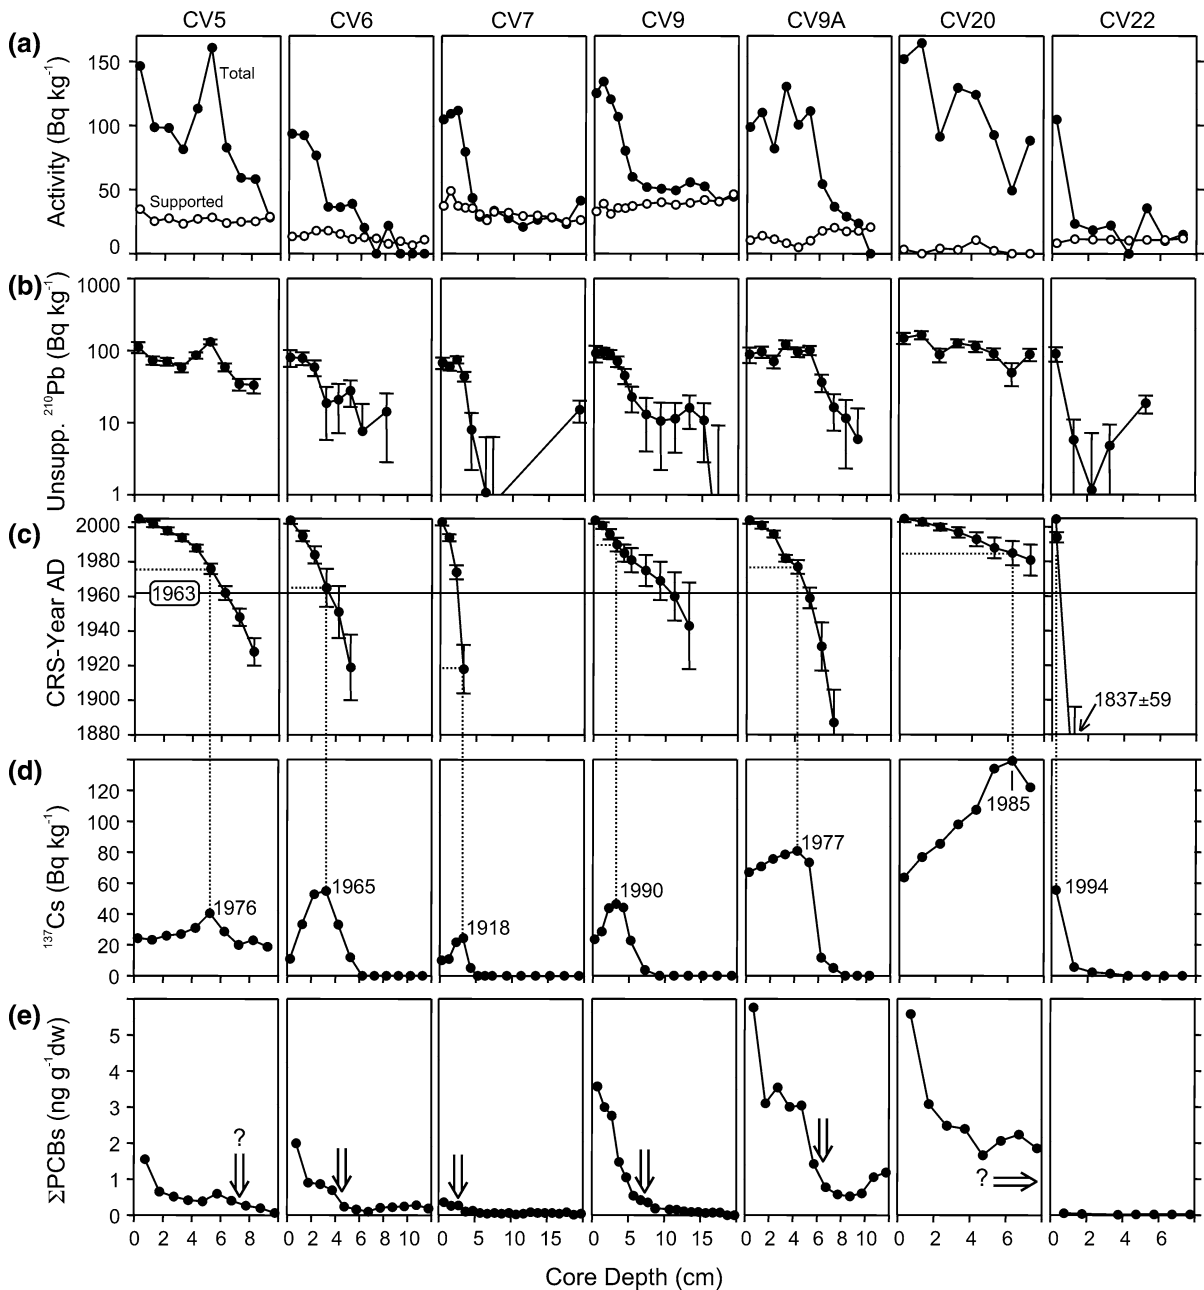 CV5 CV6 CV7 CV9 CV9A CV20 CV22
(a)
Activity (Bq kg⁻¹)
150
100
50
0
Total
Supported
(b)
Unsupp. ²¹⁰Pb (Bq kg⁻¹)
1000
100
10
1
(c)
CRS-Year AD
2000
1980
1960
1940
1920
1900
1880
1963
1837±59
(d)
¹³⁷Cs (Bq kg⁻¹)
120
100
80
60
40
20
0
1976
1965
1918
1990
1977
1985
1994
(e)
ΣPCBs (ng g⁻¹dw)
5
4
3
2
1
0
?
?
0 2 4 6 8 0 2 4 6 8 10 0 5 10 15 0 5 10 15 0 2 4 6 8 10 0 2 4 6 0 2 4 6
Core Depth (cm)